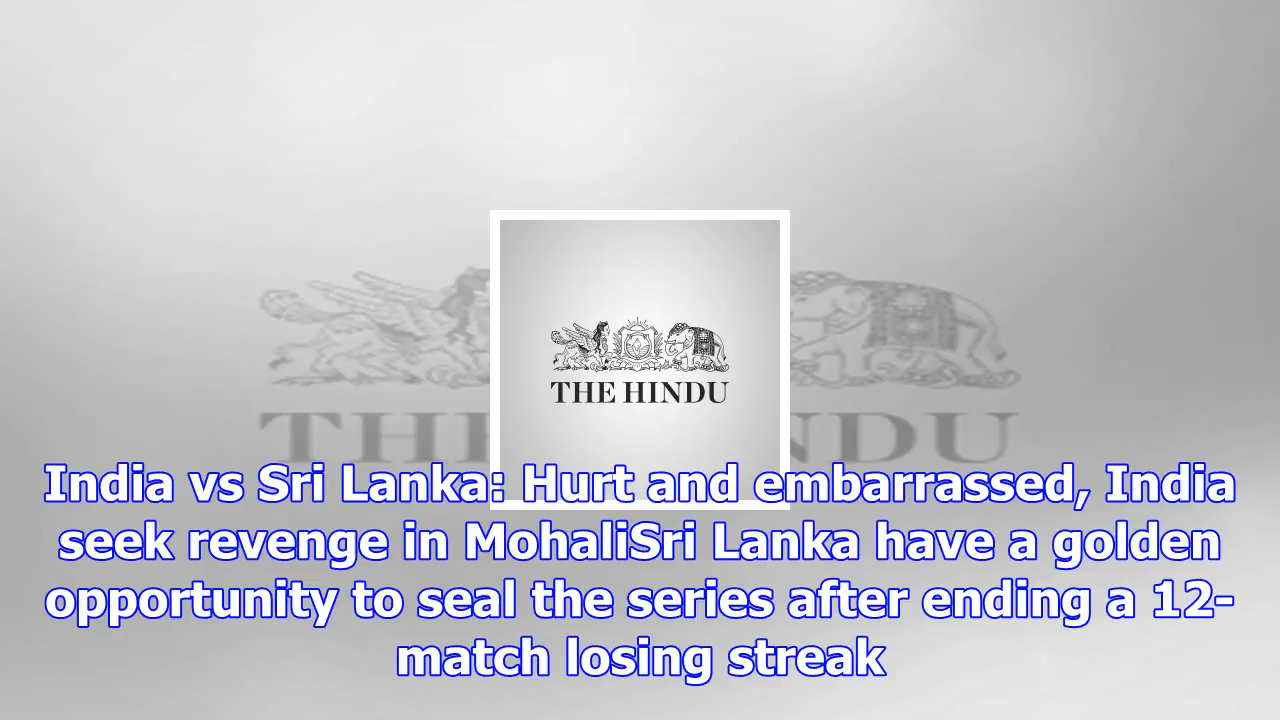 THE HINDU
India vs Sri Lanka: Hurt and embarrassed, India
seek revenge in MohaliSri Lanka have a golden
opportunity to seal the series after ending a 12-
match losing streak